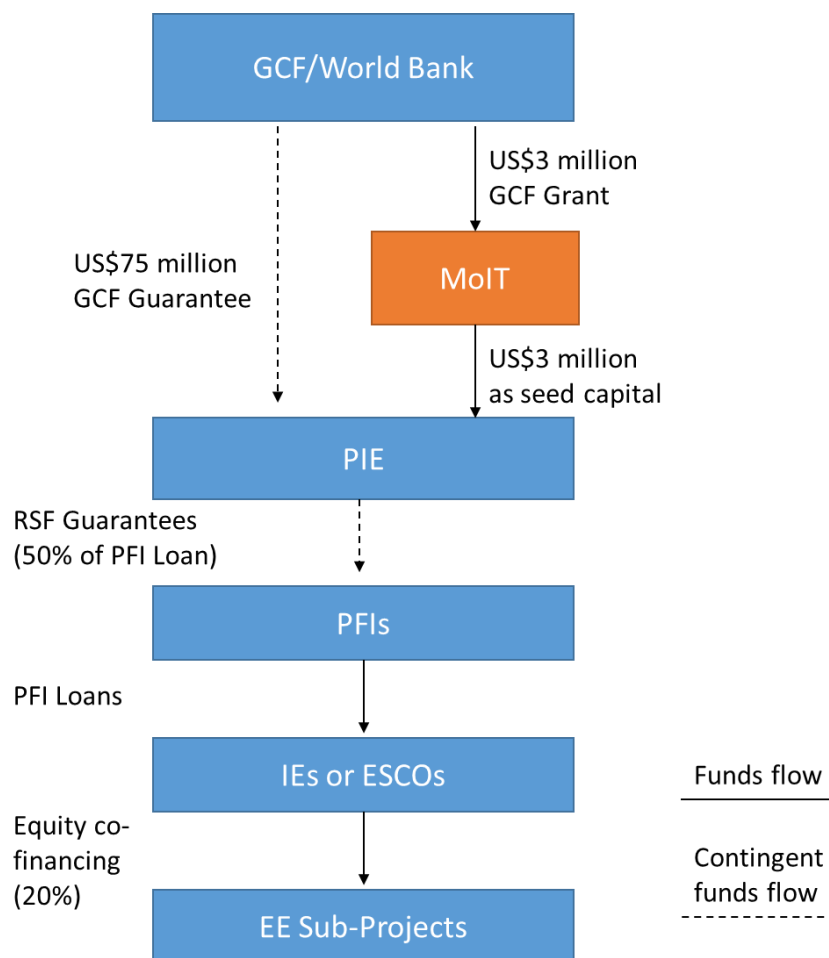 GCF/World Bank
US$3 million
GCF Grant
US$75 million
GCF Guarantee
MoIT
US$3 million
as seed capital
PIE
RSF Guarantees
(50% of PFI Loan)
PFIs
PFI Loans
IEs or ESCOs
Equity co-
financing
(20%)
EE Sub-Projects
Funds flow
Contingent
funds flow